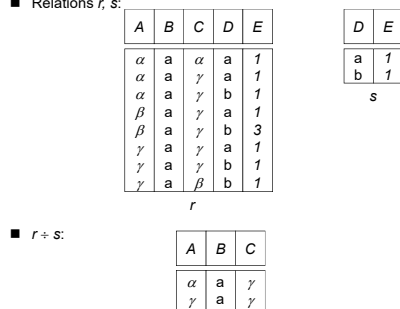 ■ Relations r, s:
A B C D E
α a α a 1
α a γ a 1
α a γ b 1
β a γ a 1
β a γ b 3
γ a γ a 1
γ a γ b 1
γ a β b 1
r
D E
a 1
b 1
s
■ r ÷ s:
A B C
α a γ
γ a γ